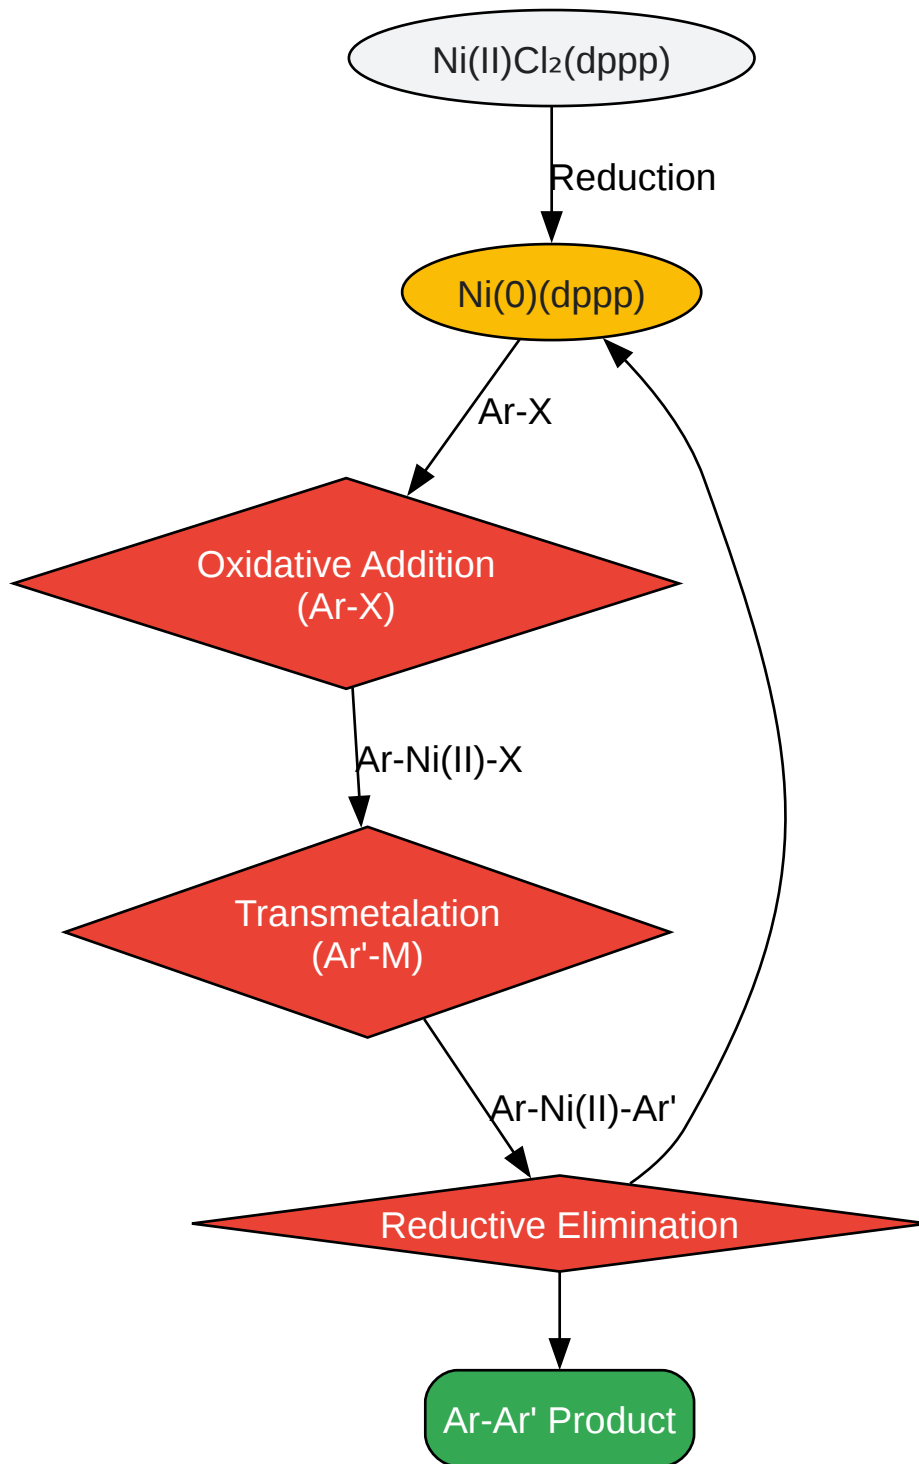 Ni(II)Cl₂(dppp)
Reduction
Ni(0)(dppp)
Ar-X
Oxidative Addition
(Ar-X)
Ar-Ni(II)-X
Transmetalation
(Ar'-M)
Ar-Ni(II)-Ar'
Reductive Elimination
Ar-Ar' Product